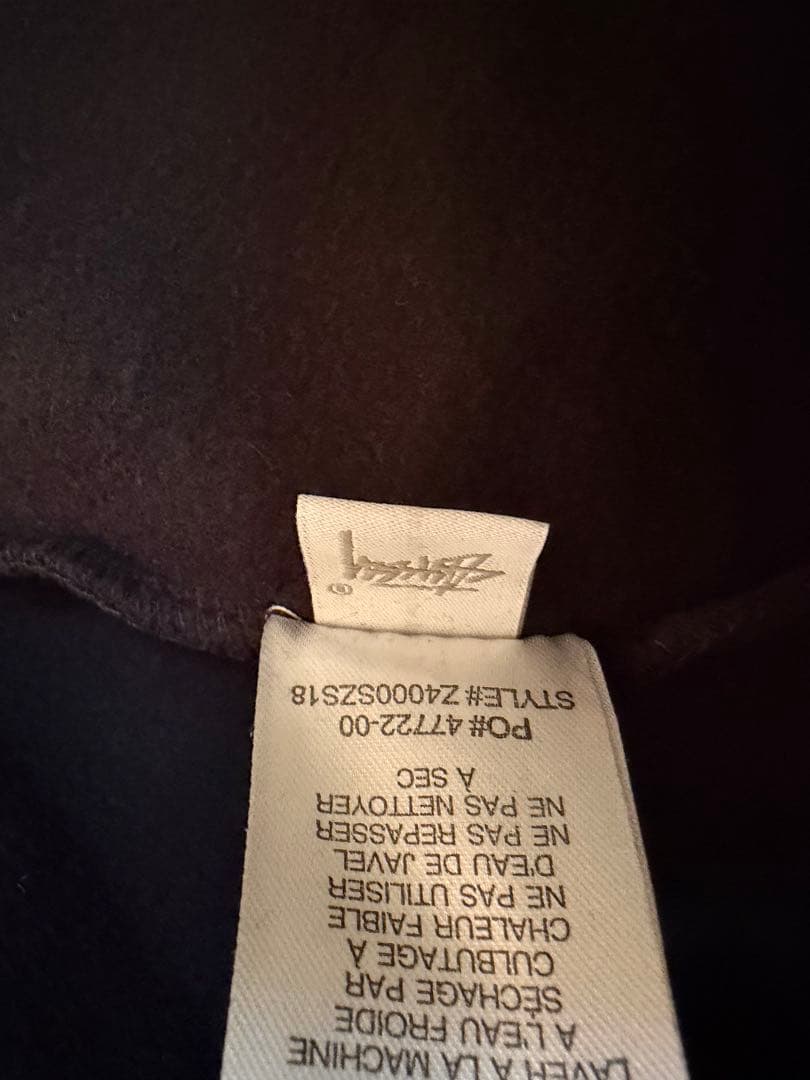 LAVER A LA MACHINE
A L'EAU FROIDE
SÉCHAGE PAR
CULBUTAGE À
CHALEUR FAIBLE
NE PAS UTILISER
D'EAU DE JAVEL
NE PAS REPASSER
NE PAS NETTOYER
À SEC
PO# 47722-00
STYLE# Z4000SZS18
Stüssy®